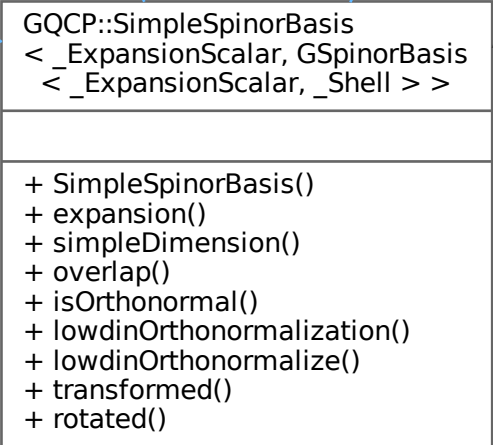 GQCP::SimpleSpinorBasis
< _ExpansionScalar, GSpinorBasis
< _ExpansionScalar, _Shell > >
+ SimpleSpinorBasis()
+ expansion()
+ simpleDimension()
+ overlap()
+ isOrthonormal()
+ lowdinOrthonormalization()
+ lowdinOrthonormalize()
+ transformed()
+ rotated()